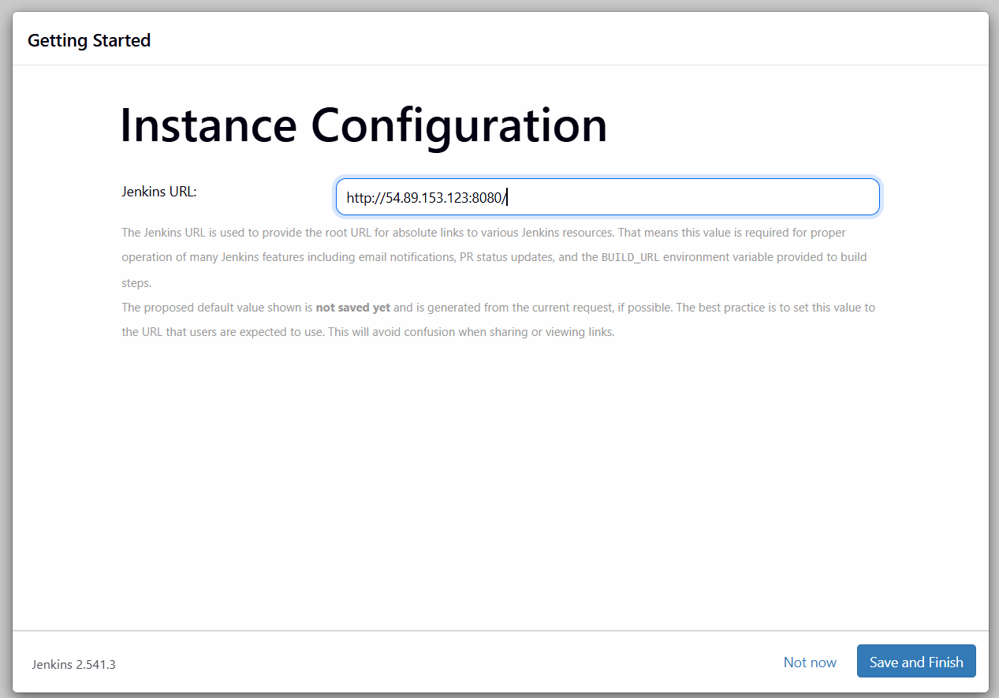 Getting Started
Instance Configuration
Jenkins URL:
http://54.89.153.123:8080/
The Jenkins URL is used to provide the root URL for absolute links to various Jenkins resources. That means this value is required for proper
operation of many Jenkins features including email notifications, PR status updates, and the BUILD_URL environment variable provided to build
steps.
The proposed default value shown is not saved yet and is generated from the current request, if possible. The best practice is to set this value to
the URL that users are expected to use. This will avoid confusion when sharing or viewing links.
Jenkins 2.541.3
Not now
Save and Finish